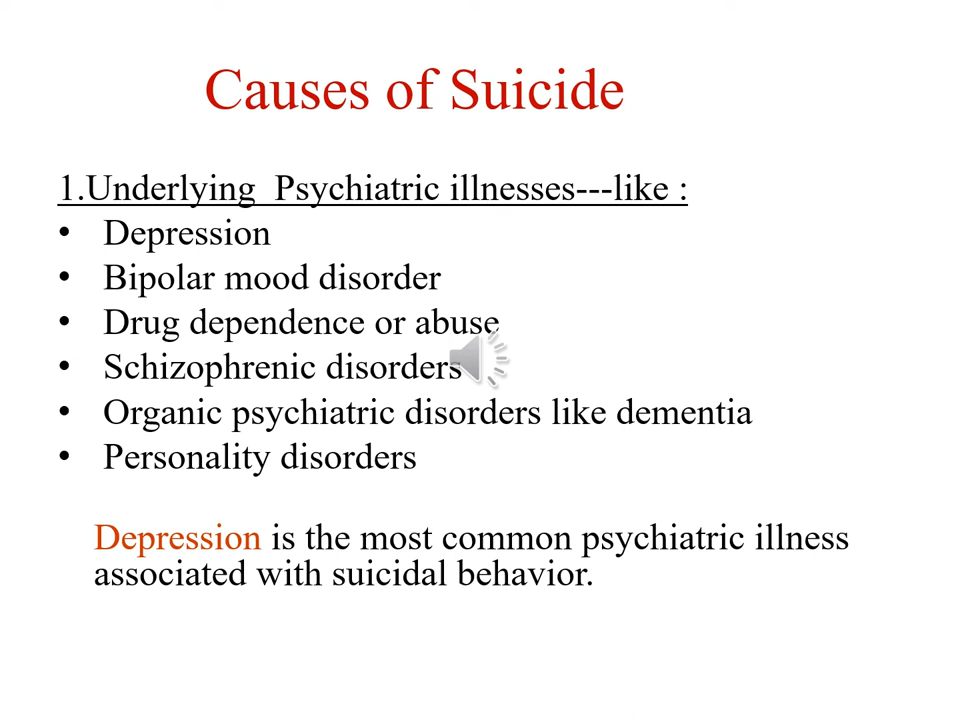 Causes of Suicide
1.Underlying  Psychiatric illnesses---like :
• Depression
• Bipolar mood disorder
• Drug dependence or abuse
• Schizophrenic disorders
• Organic psychiatric disorders like dementia
• Personality disorders
Depression is the most common psychiatric illness
associated with suicidal behavior.